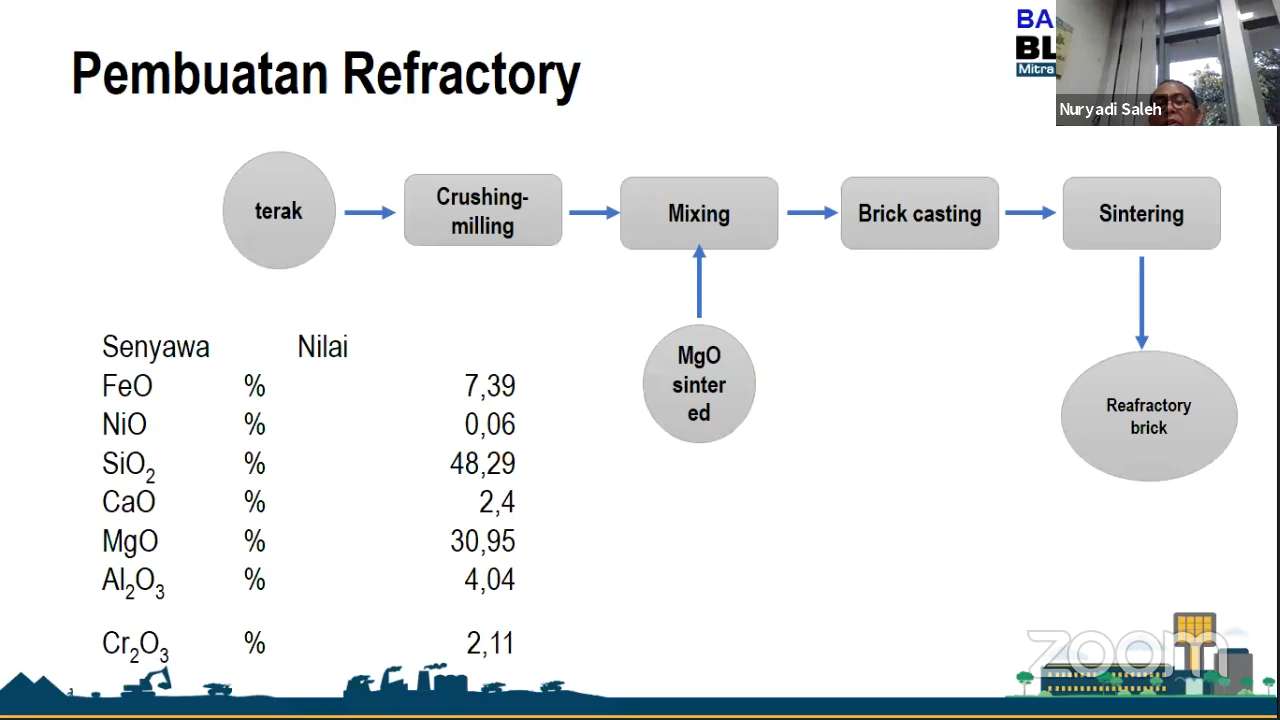 Pembuatan Refractory
BA
BL
Mitra
Nuryadi Saleh
terak
Crushing-
milling
Mixing
Brick casting
Sintering
MgO
sinter
ed
Reafractory
brick
Senyawa Nilai
FeO % 7,39
NiO % 0,06
SiO2 % 48,29
CaO % 2,4
MgO % 30,95
Al2O3 % 4,04
Cr2O3 % 2,11
zoom